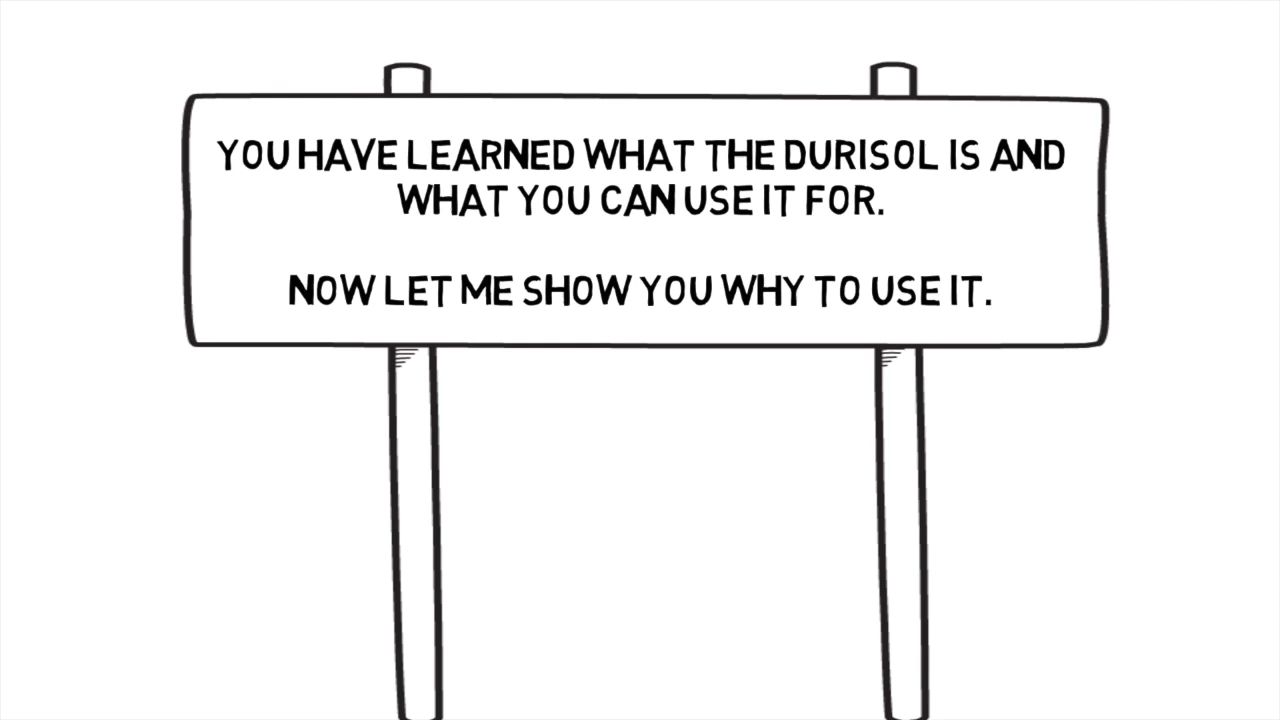 YOU HAVE LEARNED WHAT THE DURISOL IS AND
WHAT YOU CAN USE IT FOR.
NOW LET ME SHOW YOU WHY TO USE IT.